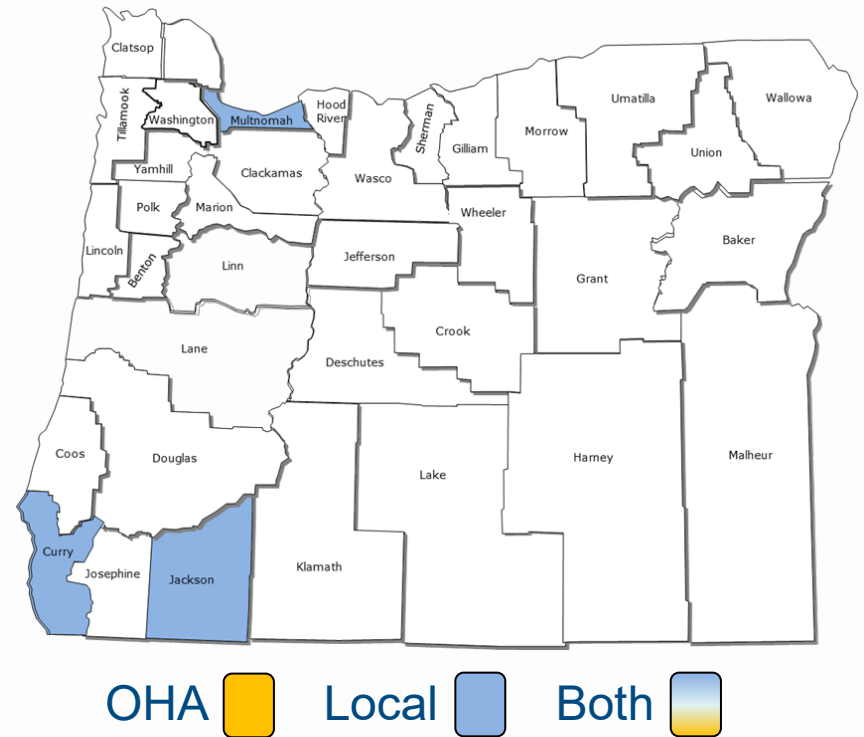 Clatsop
Tillamook
Washington
Multnomah
Hood
River
Sherman
Gilliam
Morrow
Umatilla
Wallowa
Union
Yamhill
Clackamas
Wasco
Polk
Marion
Wheeler
Lincoln
Benton
Linn
Jefferson
Grant
Baker
Crook
Lane
Deschutes
Coos
Douglas
Lake
Harney
Malheur
Curry
Josephine
Jackson
Klamath
OHA Local Both